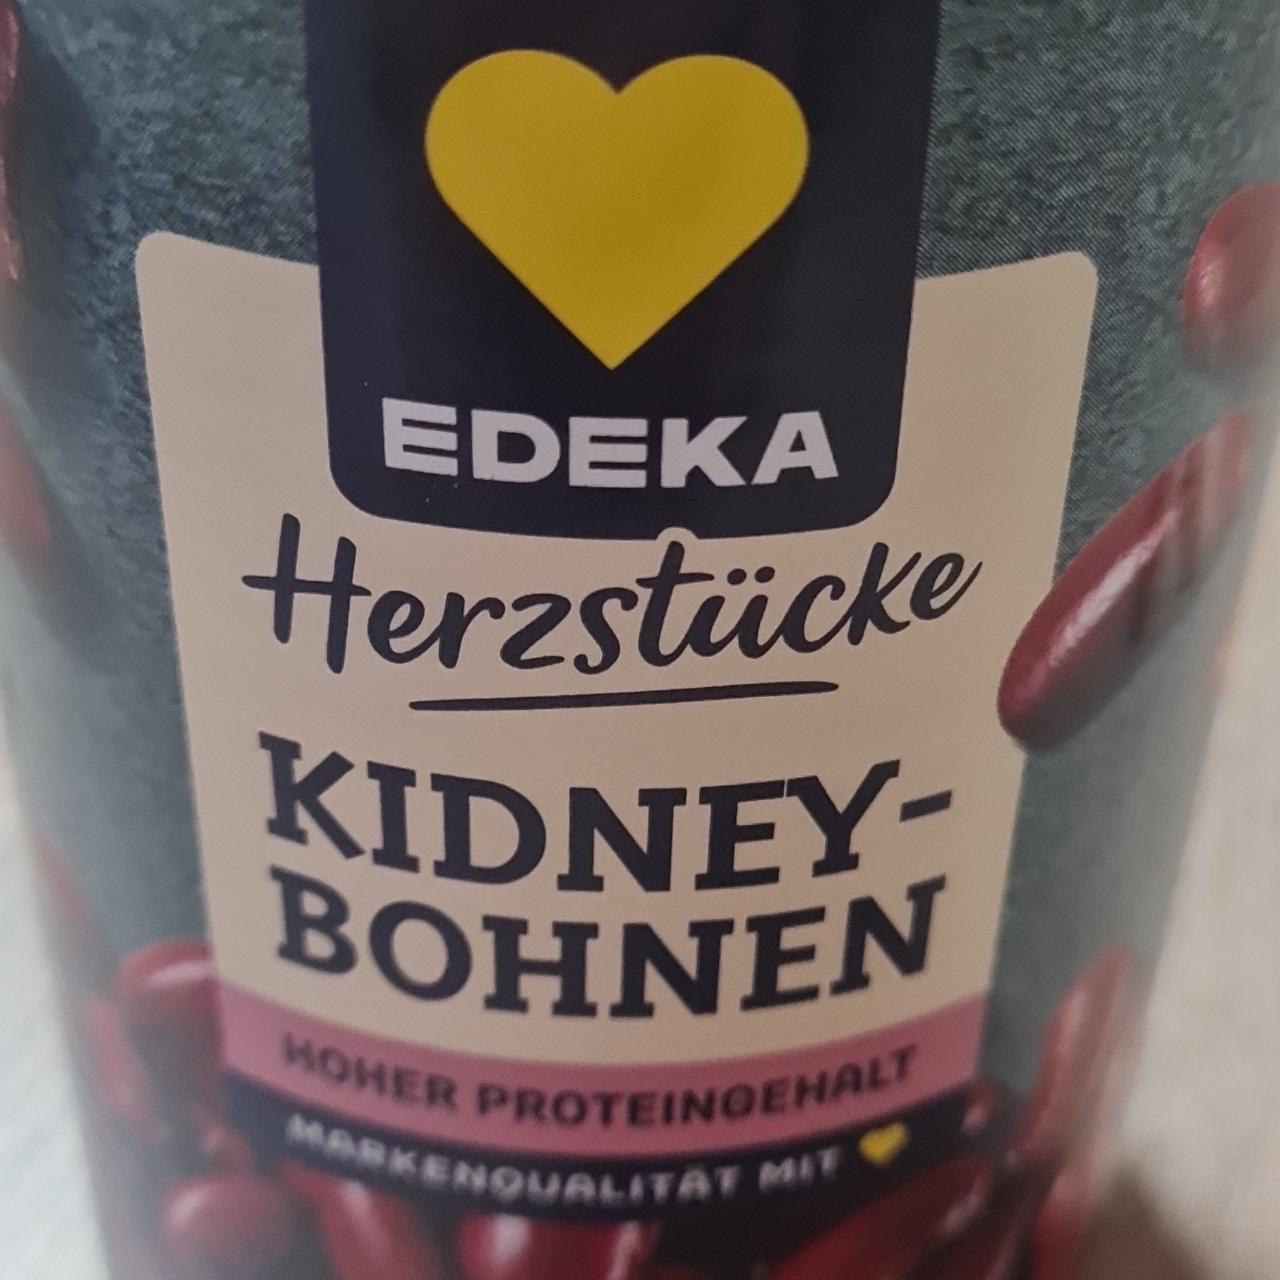 EDEKA
Herzstücke
KIDNEY-
BOHNEN
HOHER PROTEINGEHALT
MARKENQUALITÄT MIT